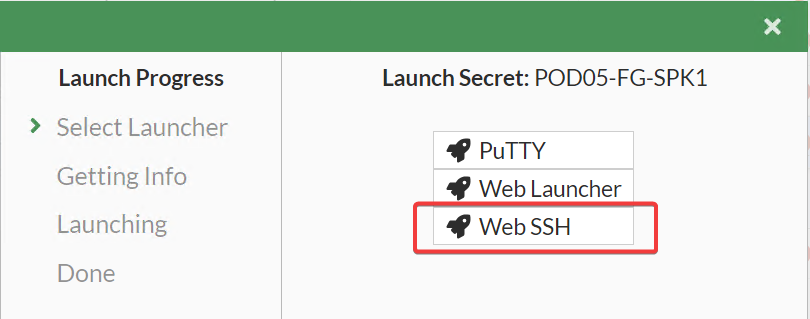 Launch Progress
Select Launcher
Getting Info
Launching
Done
Launch Secret: POD05-FG-SPK1
PuTTY
Web Launcher
Web SSH